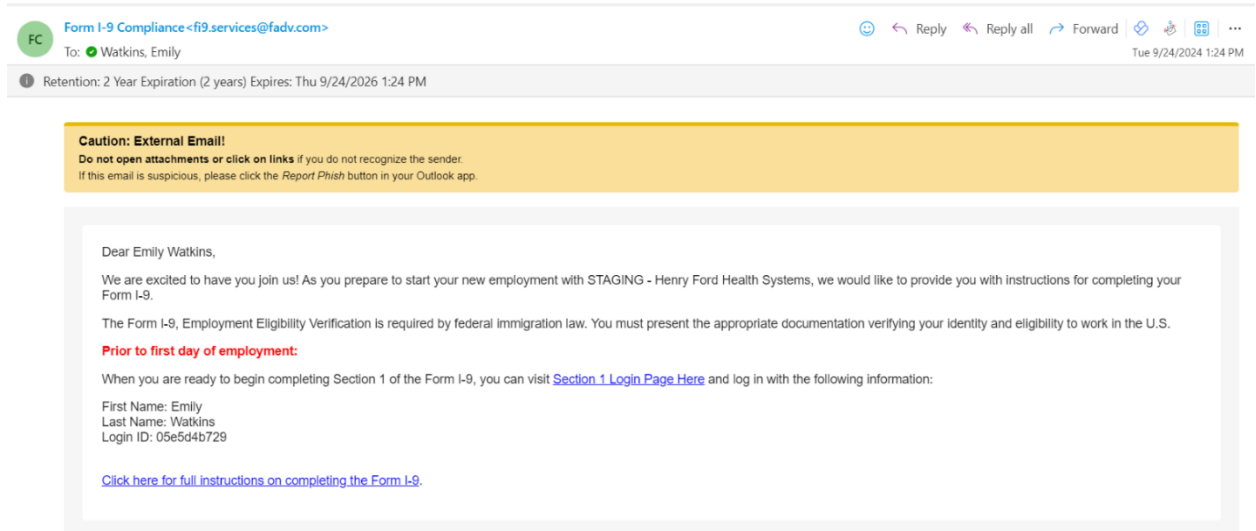 Form I-9 Compliance<fi9.services@fadv.com>
FC
Reply
Reply all
Forward
To: Watkins, Emily
Tue 9/24/2024 1:24 PM
Retention: 2 Year Expiration (2 years) Expires: Thu 9/24/2026 1:24 PM
Caution: External Email!
Do not open attachments or click on links if you do not recognize the sender.
If this email is suspicious, please click the Report Phish button in your Outlook app.
Dear Emily Watkins,
We are excited to have you join us! As you prepare to start your new employment with STAGING - Henry Ford Health Systems, we would like to provide you with instructions for completing your
Form I-9.
The Form I-9, Employment Eligibility Verification is required by federal immigration law. You must present the appropriate documentation verifying your identity and eligibility to work in the U.S.
Prior to first day of employment:
When you are ready to begin completing Section 1 of the Form I-9, you can visit Section 1 Login Page Here and log in with the following information:
First Name: Emily
Last Name: Watkins
Login ID: 05e5d4b729
Click here for full instructions on completing the Form I-9.